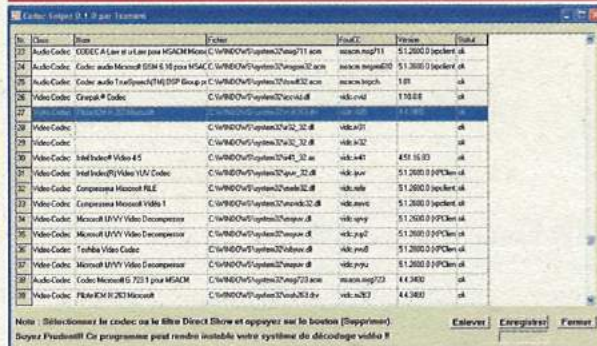 Codec Sniper 0.1.0 par Tsunami
Nr. Class Nom Fichier FourCC Version Statut
23 Audio-Codec CODEC A-Law et u-Law pour MSACM C:\WINDOWS\system32\msg711.acm msacm.msg711 5.1.2600.0 ok
24 Audio-Codec Codec audio Microsoft GSM 6.10 pour MSACM C:\WINDOWS\system32\msgsm32.acm msacm.msgsm610 5.1.2600.0 ok
25 Audio-Codec Codec audio TrueSpeech(TM) DSP Group C:\WINDOWS\system32\tssoft32.acm msacm.trspch 1.01 ok
26 Video-Codec Cinepak® Codec C:\WINDOWS\system32\iccvid.dll vidc.cvid 1.10.0.8 ok
27 ok
28 Video-Codec C:\WINDOWS\system32\ir32_32.dll vidc.iv31 ok
29 Video-Codec C:\WINDOWS\system32\ir32_32.dll vidc.iv32 ok
30 Video-Codec Intel Indeo® Video 4.5 C:\WINDOWS\system32\ir41_32.ax vidc.iv41 4.51.16.03 ok
31 Video-Codec Intel Indeo(R) Video YUV Codec C:\WINDOWS\system32\iyuv_32.dll vidc.iyuv 5.1.2600.0 (XPClient ok
32 Video-Codec Compresseur Microsoft RLE C:\WINDOWS\system32\msrle32.dll vidc.mrle 5.1.2600.0 (xpclient ok
33 Video-Codec Compresseur Microsoft Vidéo 1 C:\WINDOWS\system32\msvidc32.dll vidc.msvc 5.1.2600.0 (xpclient ok
34 Video-Codec Microsoft UYVY Video Decompressor C:\WINDOWS\system32\msyuv.dll vidc.uyvy 5.1.2600.0 (XPClient ok
35 Video-Codec Microsoft UYVY Video Decompressor C:\WINDOWS\system32\msyuv.dll vidc.yuy2 5.1.2600.0 (XPClient ok
36 Video-Codec Toshiba Video Codec C:\WINDOWS\system32\tsbyuv.dll vidc.yvu9 5.1.2600.0 (XPClient ok
37 Video-Codec Microsoft UYVY Video Decompressor C:\WINDOWS\system32\msyuv.dll vidc.yvyu 5.1.2600.0 (XPClient ok
38 Audio-Codec Codec Microsoft G.723.1 pour MSACM C:\WINDOWS\system32\msg723.acm msacm.msg723 4.4.3400 ok
39 Video-Codec Pilote ICM H.263 Microsoft C:\WINDOWS\system32\msh263.drv vidc.m263 4.4.3400 ok
Note : Sélectionnez le codec ou le filtre Direct Show et appuyez sur le bouton (Supprimer).
Soyez Prudent!! Ce programme peut rendre instable votre système de décodage vidéo !!
Enlever Enregistrer Fermer